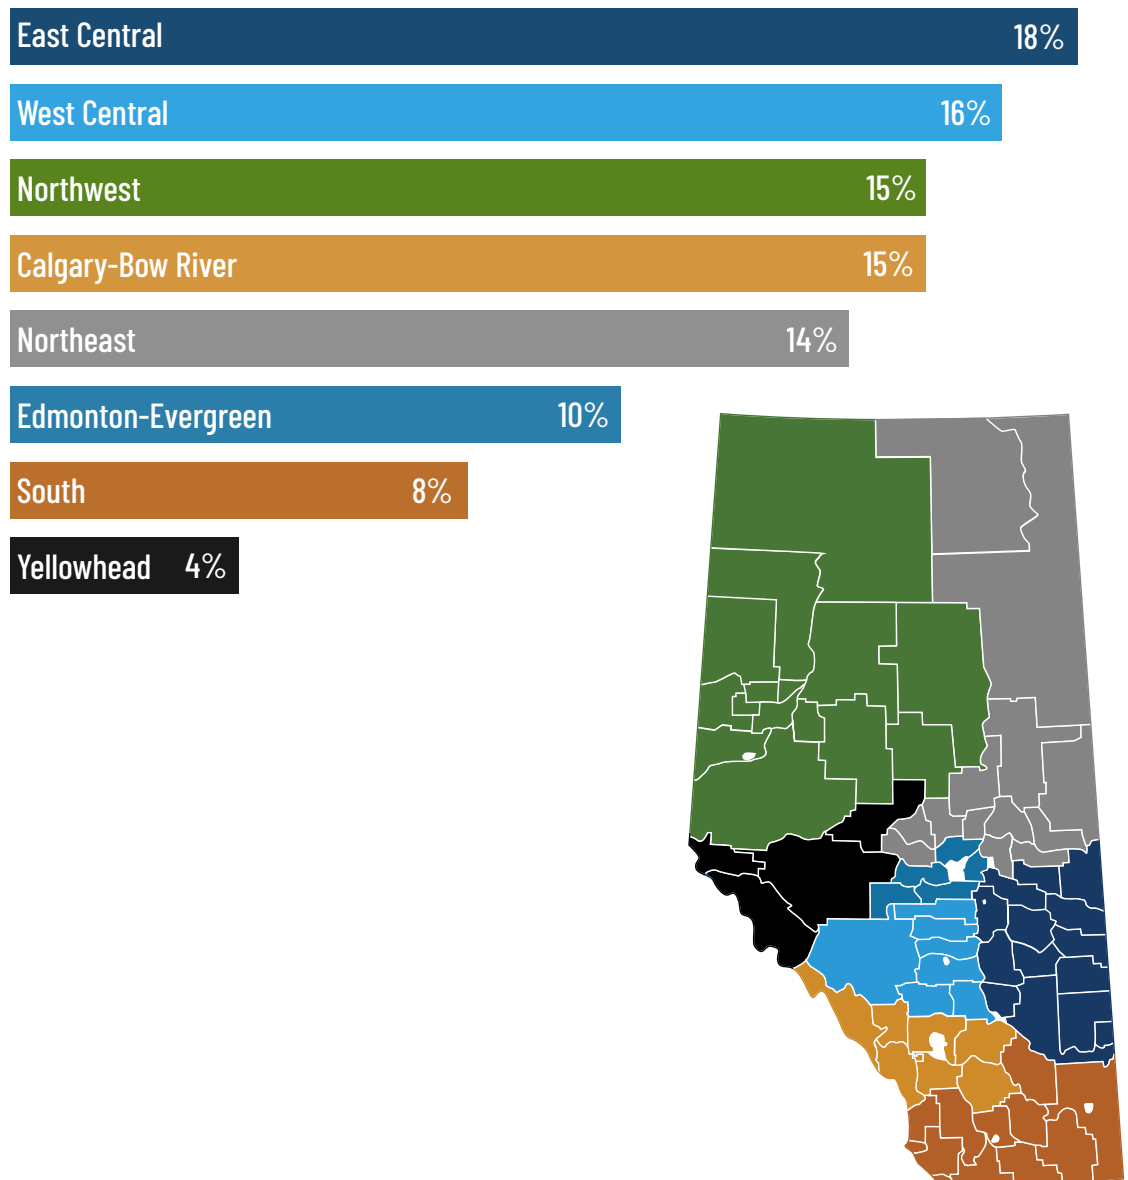 East Central 18%
West Central 16%
Northwest 15%
Calgary-Bow River 15%
Northeast 14%
Edmonton-Evergreen 10%
South 8%
Yellowhead 4%